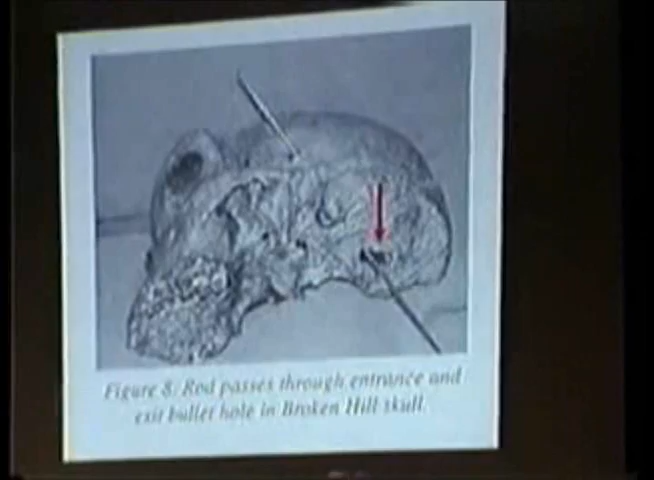 Figure 8. Rod passes through entrance and
exit bullet hole in Broken Hill skull.